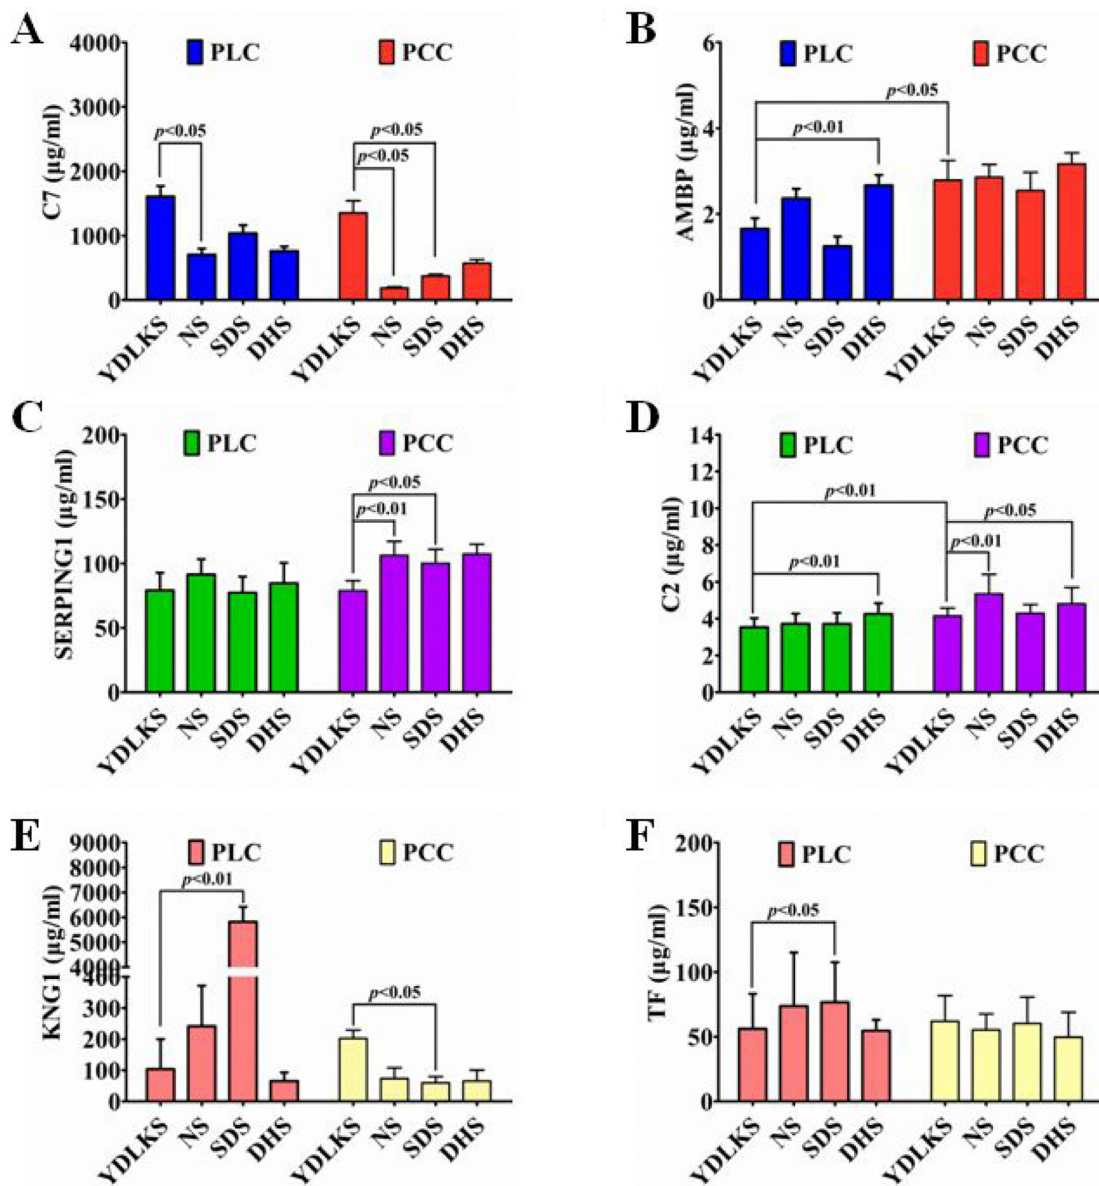 A
PLC
PCC
C7 (µg/ml)
4000
3000
2000
1000
0
p<0.05
p<0.05
p<0.05
YDLKS
NS
SDS
DHS
YDLKS
NS
SDS
DHS
B
PLC
PCC
AMBP (µg/ml)
6
4
2
0
p<0.05
p<0.01
YDLKS
NS
SDS
DHS
YDLKS
NS
SDS
DHS
C
PLC
PCC
SERPING1 (µg/ml)
200
150
100
50
0
p<0.05
p<0.01
YDLKS
NS
SDS
DHS
YDLKS
NS
SDS
DHS
D
PLC
PCC
C2 (µg/ml)
14
12
10
8
6
4
2
0
p<0.01
p<0.05
p<0.01
p<0.01
YDLKS
NS
SDS
DHS
YDLKS
NS
SDS
DHS
E
PLC
PCC
KNG1 (µg/ml)
9000
8000
7000
6000
5000
4000
400
300
200
100
0
p<0.01
p<0.05
YDLKS
NS
SDS
DHS
YDLKS
NS
SDS
DHS
F
PLC
PCC
TF (µg/ml)
200
150
100
50
0
p<0.05
YDLKS
NS
SDS
DHS
YDLKS
NS
SDS
DHS